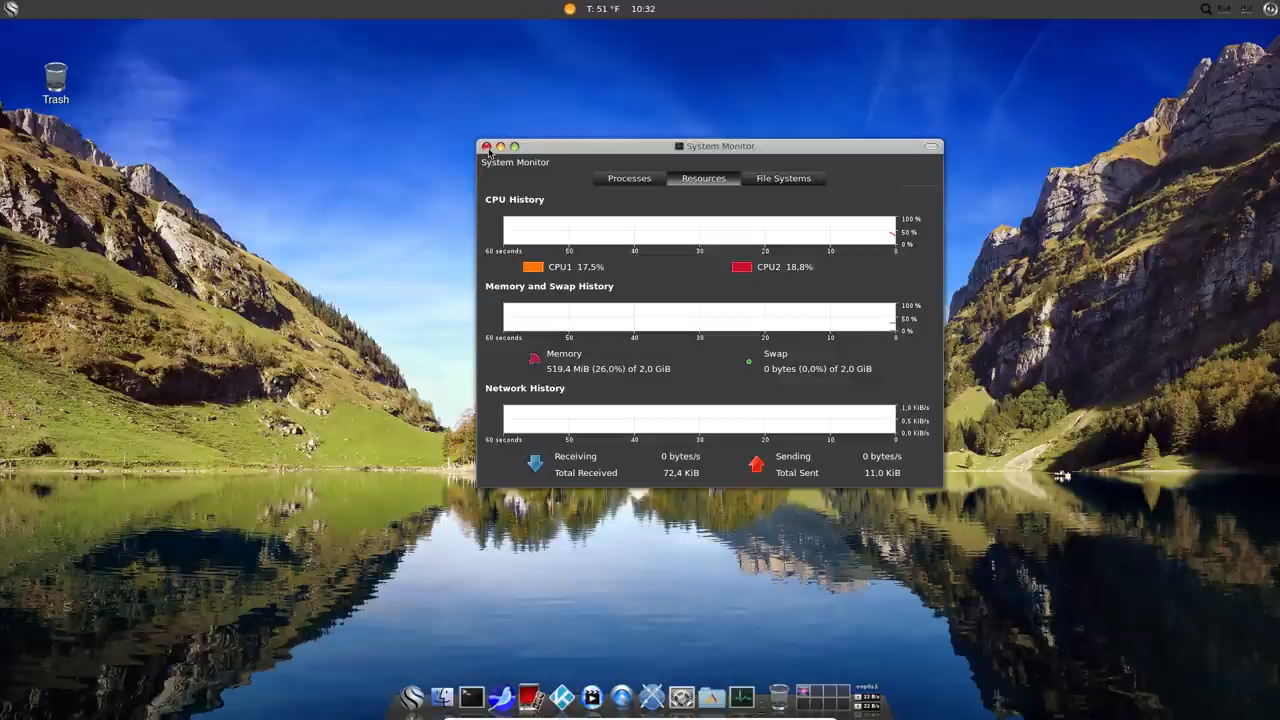 T: 51 °F 10:32
Trash
System Monitor
System Monitor
Processes Resources File Systems
CPU History
100 %
50 %
0 %
60 seconds 50 40 30 20 10 0
CPU1 17,5% CPU2 18,8%
Memory and Swap History
100 %
50 %
0 %
60 seconds 50 40 30 20 10 0
Memory Swap
519,4 MiB (26,0%) of 2,0 GiB 0 bytes (0,0%) of 2,0 GiB
Network History
1,0 KiB/s
0,5 KiB/s
0,0 KiB/s
60 seconds 50 40 30 20 10 0
Receiving 0 bytes/s Sending 0 bytes/s
Total Received 72,4 KiB Total Sent 11,0 KiB
enp0s3
23 B/s
22 B/s